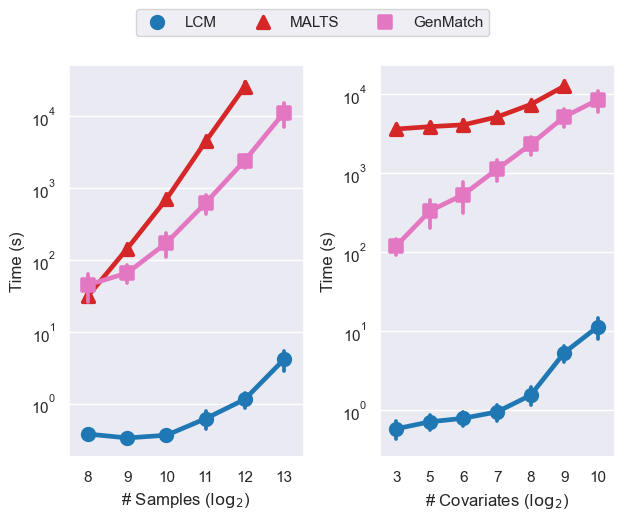 LCM MALTS GenMatch
Time (s)
10^4
10^3
10^2
10^1
10^0
8 9 10 11 12 13
# Samples (log_2)
Time (s)
10^4
10^3
10^2
10^1
10^0
3 5 6 7 8 9 10
# Covariates (log_2)